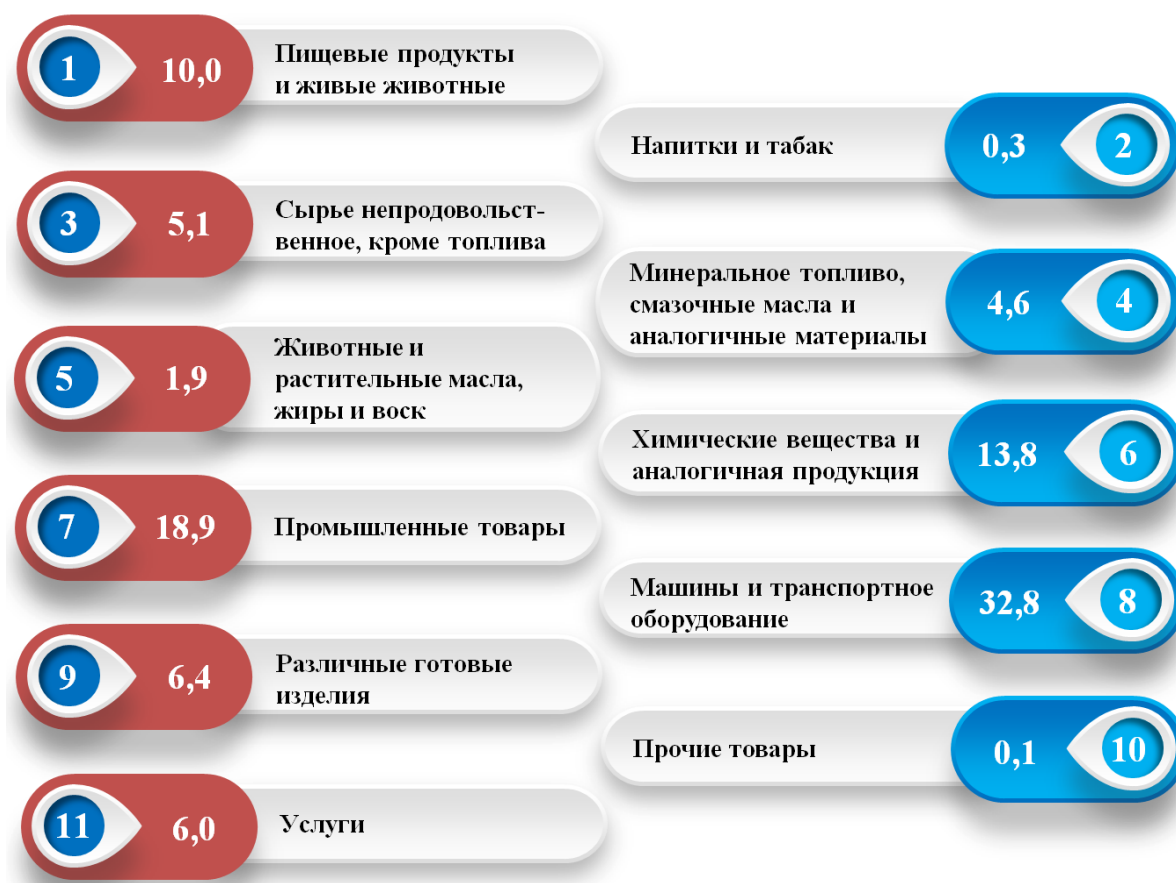 1
10,0
Пищевые продукты
и живые животные
Напитки и табак
0,3
2
3
5,1
Сырье непродовольст-
венное, кроме топлива
Минеральное топливо,
смазочные масла и
аналогичные материалы
4,6
4
5
1,9
Животные и
растительные масла,
жиры и воск
Химические вещества и
аналогичная продукция
13,8
6
7
18,9
Промышленные товары
Машины и транспортное
оборудование
32,8
8
9
6,4
Различные готовые
изделия
Прочие товары
0,1
10
11
6,0
Услуги